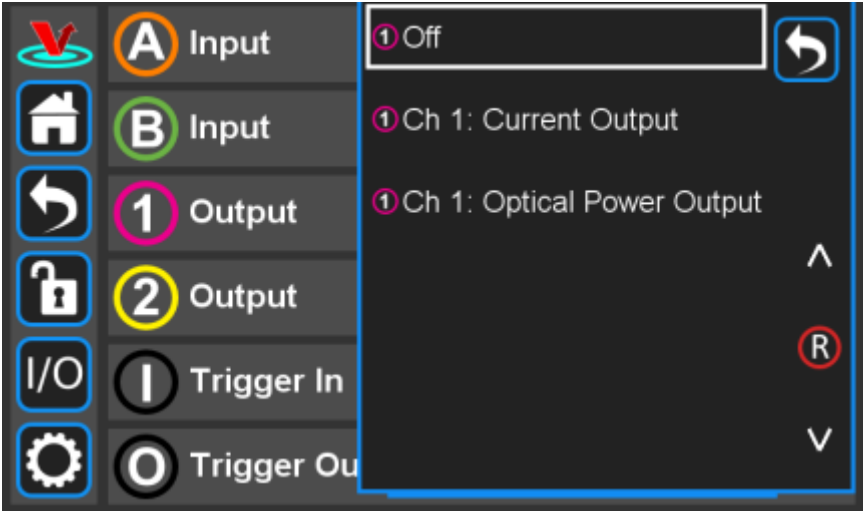 A Input
B Input
1 Output
2 Output
I Trigger In
O Trigger Ou
I/O
1 Off
1 Ch 1: Current Output
1 Ch 1: Optical Power Output
R